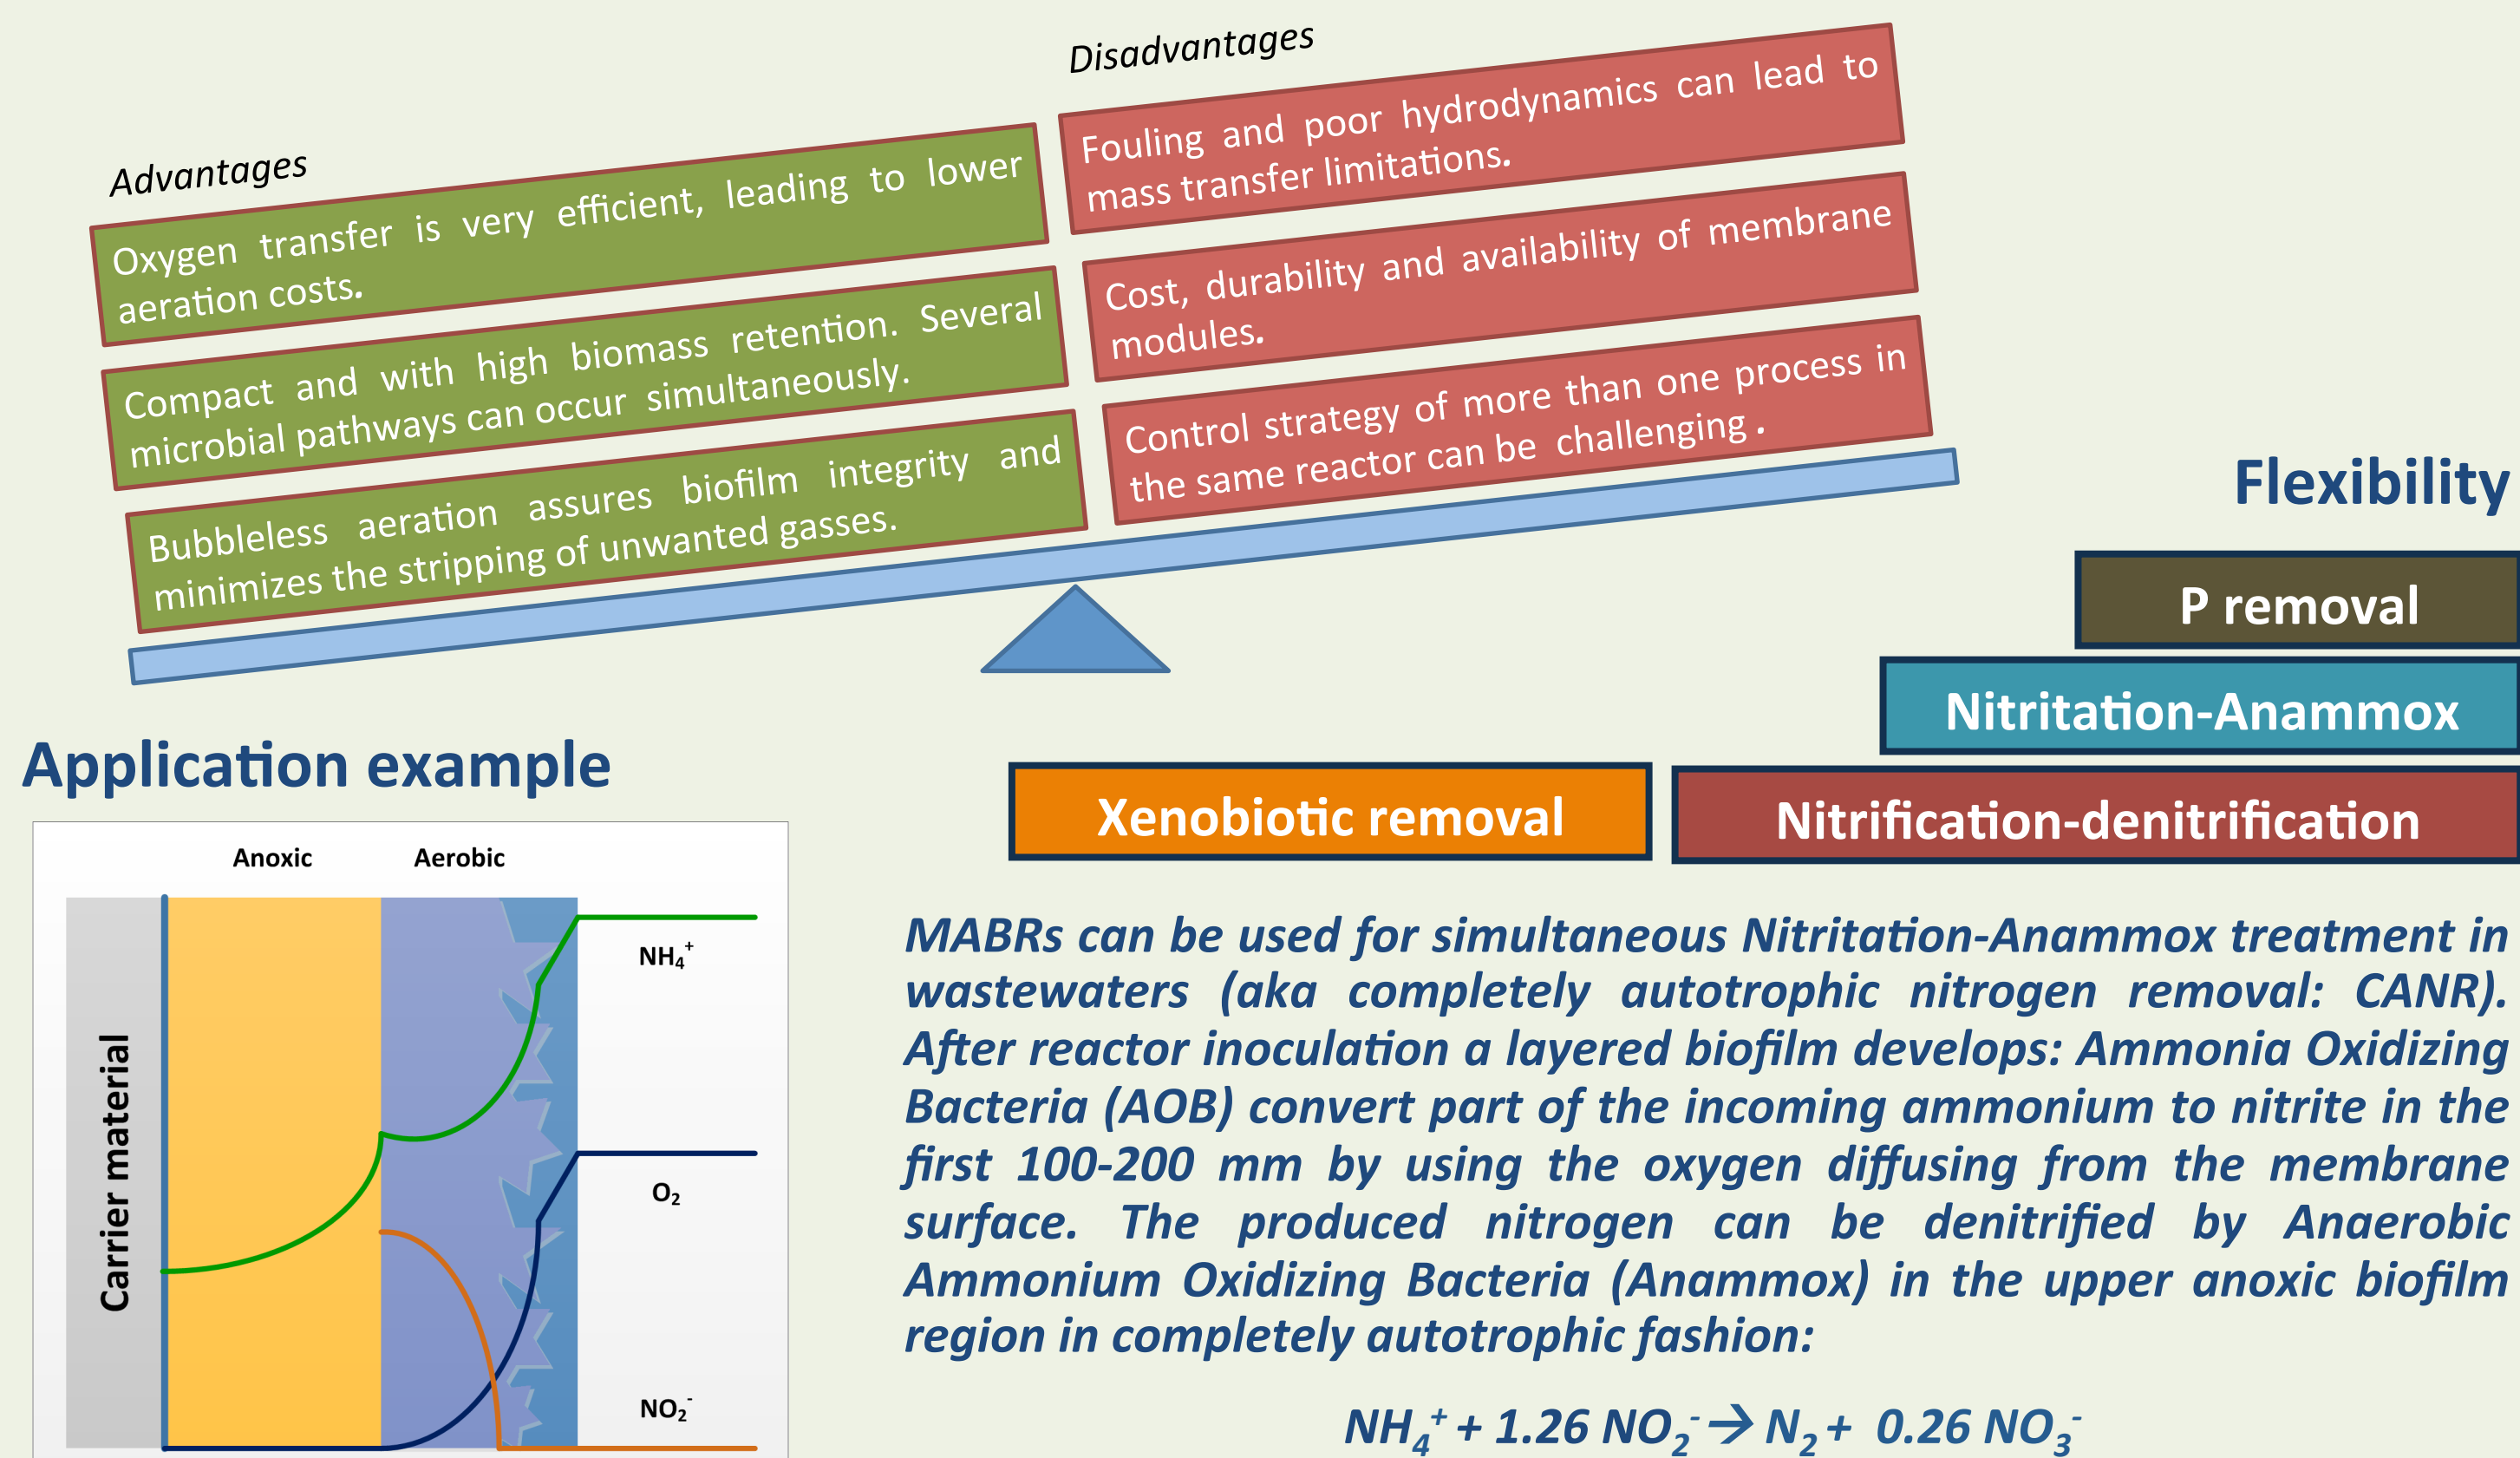 Advantages
Oxygen transfer is very efficient, leading to lower
aeration costs.
Compact and with high biomass retention. Several
microbial pathways can occur simultaneously.
Bubbleless aeration assures biofilm integrity and
minimizes the stripping of unwanted gasses.
Disadvantages
Fouling and poor hydrodynamics can lead to
mass transfer limitations.
Cost, durability and availability of membrane
modules.
Control strategy of more than one process in
the same reactor can be challenging .
Flexibility
P removal
Nitritation-Anammox
Xenobiotic removal
Nitrification-denitrification
Application example
Anoxic
Aerobic
Carrier material
NH₄⁺
O₂
NO₂⁻
MABRs can be used for simultaneous Nitritation-Anammox treatment in
wastewaters (aka completely autotrophic nitrogen removal: CANR).
After reactor inoculation a layered biofilm develops: Ammonia Oxidizing
Bacteria (AOB) convert part of the incoming ammonium to nitrite in the
first 100-200 mm by using the oxygen diffusing from the membrane
surface. The produced nitrogen can be denitrified by Anaerobic
Ammonium Oxidizing Bacteria (Anammox) in the upper anoxic biofilm
region in completely autotrophic fashion:
NH₄⁺ + 1.26 NO₂⁻ → N₂ + 0.26 NO₃⁻